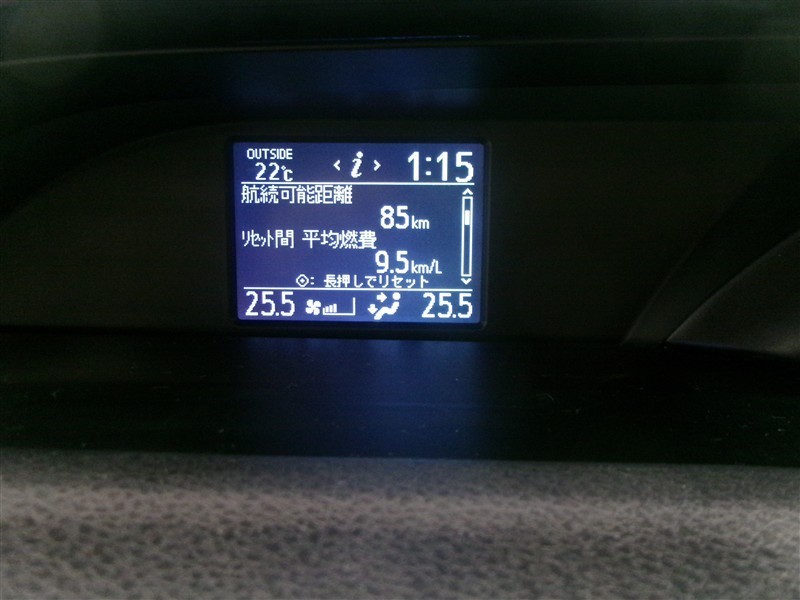 OUTSIDE
22℃
< i >
1:15
航続可能距離
85km
ﾘｾｯﾄ間 平均燃費
9.5km/L
: 長押しでリセット
25.5
25.5